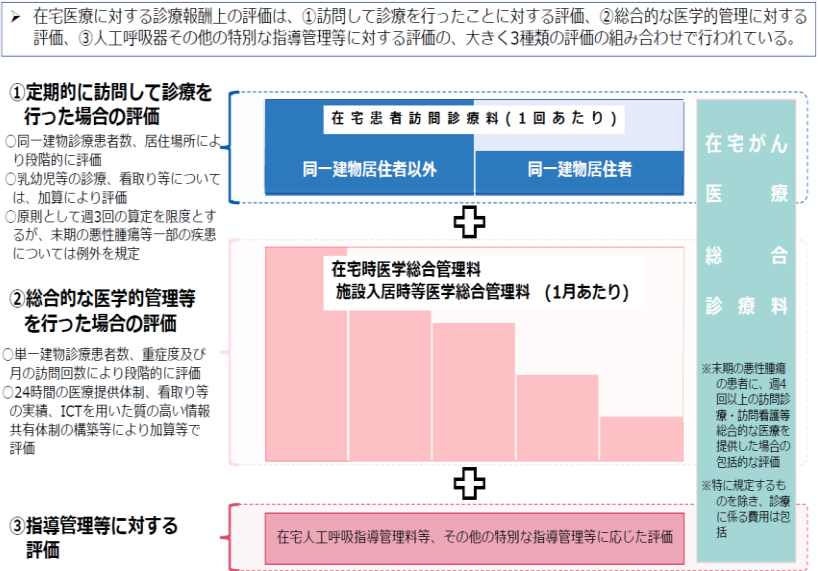 ➤ 在宅医療に対する診療報酬上の評価は、①訪問して診療を行ったことに対する評価、②総合的な医学的管理に対する
評価、③人工呼吸器その他の特別な指導管理等に対する評価の、大きく3種類の評価の組み合わせで行われている。
①定期的に訪問して診療を
行った場合の評価
○同一建物診療患者数、居住場所によ
り段階的に評価
○乳幼児等の診療、看取り等について
は、加算により評価
○原則として週3回の算定を限度とす
るが、末期の悪性腫瘍等一部の疾患
については例外を規定
在宅患者訪問診療料(1回あたり)
同一建物居住者以外
同一建物居住者
②総合的な医学的管理等
を行った場合の評価
○単一建物診療患者数、重症度及び
月の訪問回数により段階的に評価
○24時間の医療提供体制、看取り等
の実績、ICTを用いた質の高い情報
共有体制の構築等により加算等で
評価
在宅時医学総合管理料
施設入居時等医学総合管理料 (1月あたり)
③指導管理等に対する
評価
在宅人工呼吸指導管理料等、その他の特別な指導管理等に応じた評価
在宅がん
医療
総合
診療料
※末期の悪性腫瘍
の患者に、週4
回以上の訪問診
療・訪問看護等
総合的な医療を
提供した場合の
包括的な評価
※特に規定するも
のを除き、診療
に係る費用は包
括